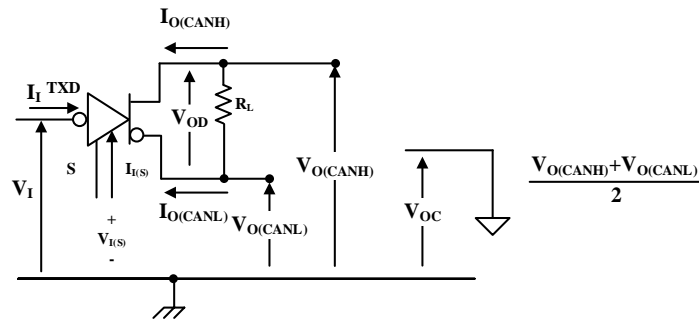 I_O(CANH)
I_I
TXD
R_L
V_OD
S
I_I(S)
V_I
+
V_I(S)
-
I_O(CANL)
V_O(CANL)
V_O(CANH)
V_OC
V_O(CANH)+V_O(CANL)
2